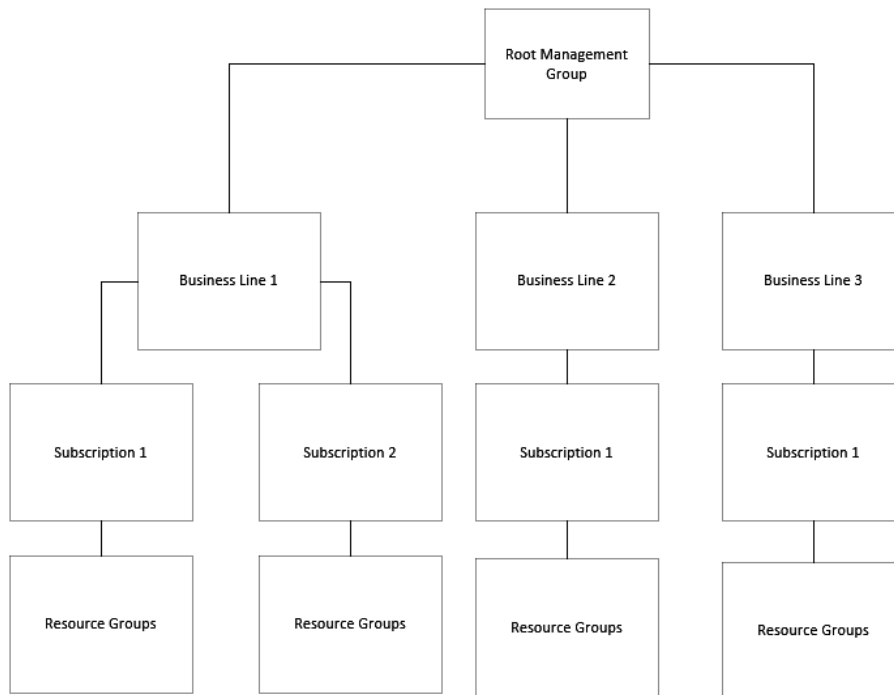 Root Management
Group
Business Line 1
Business Line 2
Business Line 3
Subscription 1
Subscription 2
Subscription 1
Subscription 1
Resource Groups
Resource Groups
Resource Groups
Resource Groups